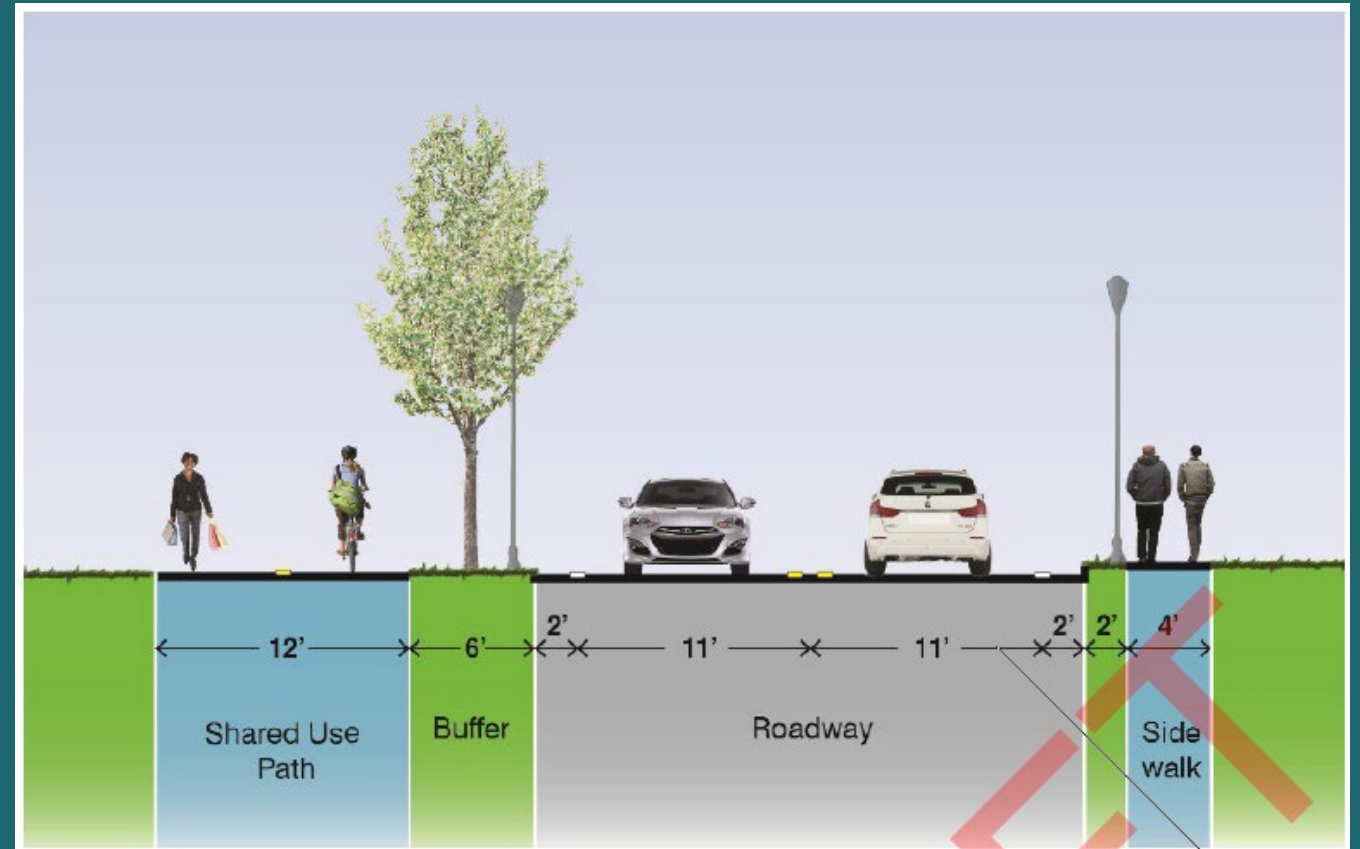 12’
6’
2’
11’
11’
2’
2’
4’
Shared Use
Path
Buffer
Roadway
Side
walk